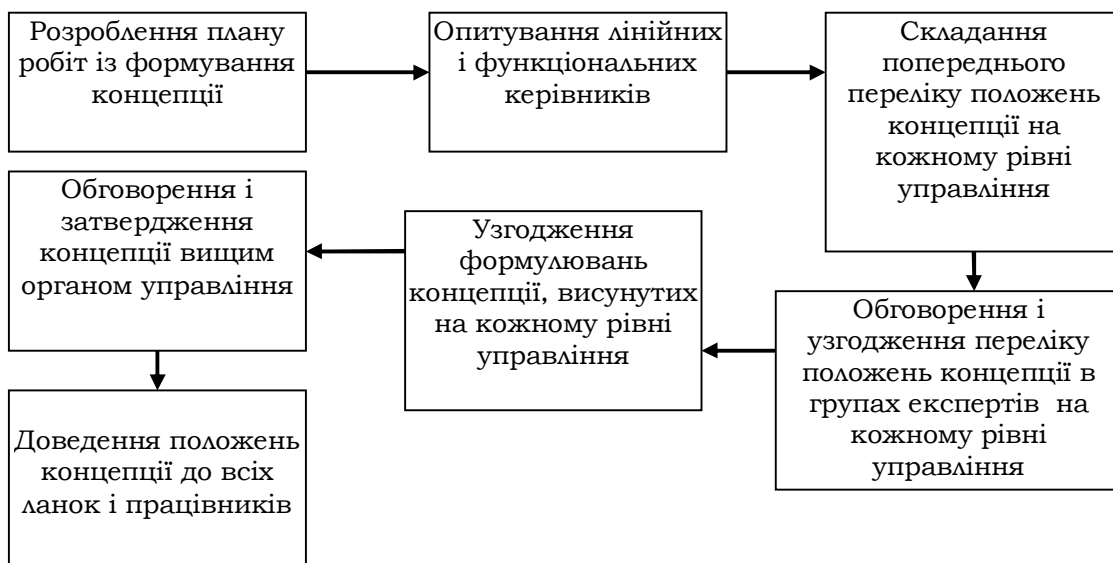 Розроблення плану
робіт із формування
концепції
Опитування лінійних
і функціональних
керівників
Складання
попереднього
переліку положень
концепції на
кожному рівні
управління
Обговорення і
узгодження переліку
положень концепції в
групах експертів на
кожному рівні
управління
Узгодження
формулювань
концепції, висунутих
на кожному рівні
управління
Обговорення і
затвердження
концепції вищим
органом управління
Доведення положень
концепції до всіх
ланок і працівників